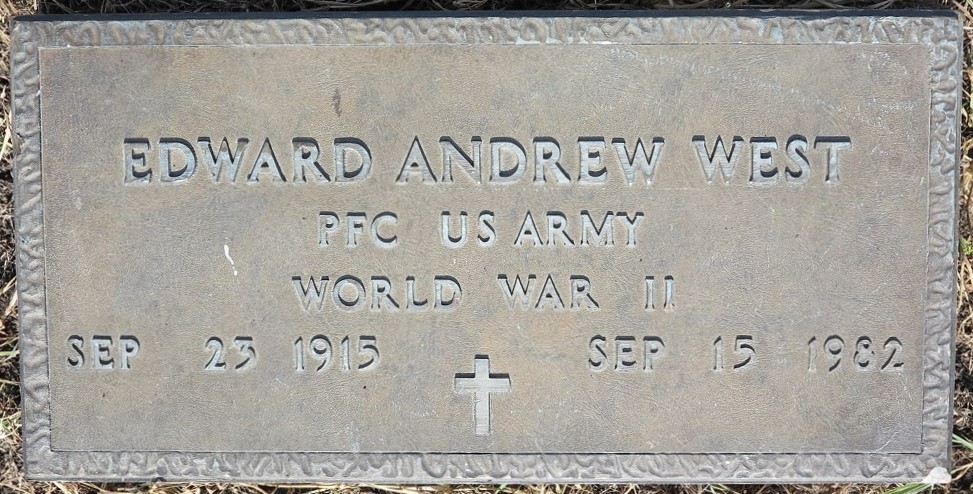 EDWARD ANDREW WEST
PFC US ARMY
WORLD WAR II
SEP 23 1915 SEP 15 1982